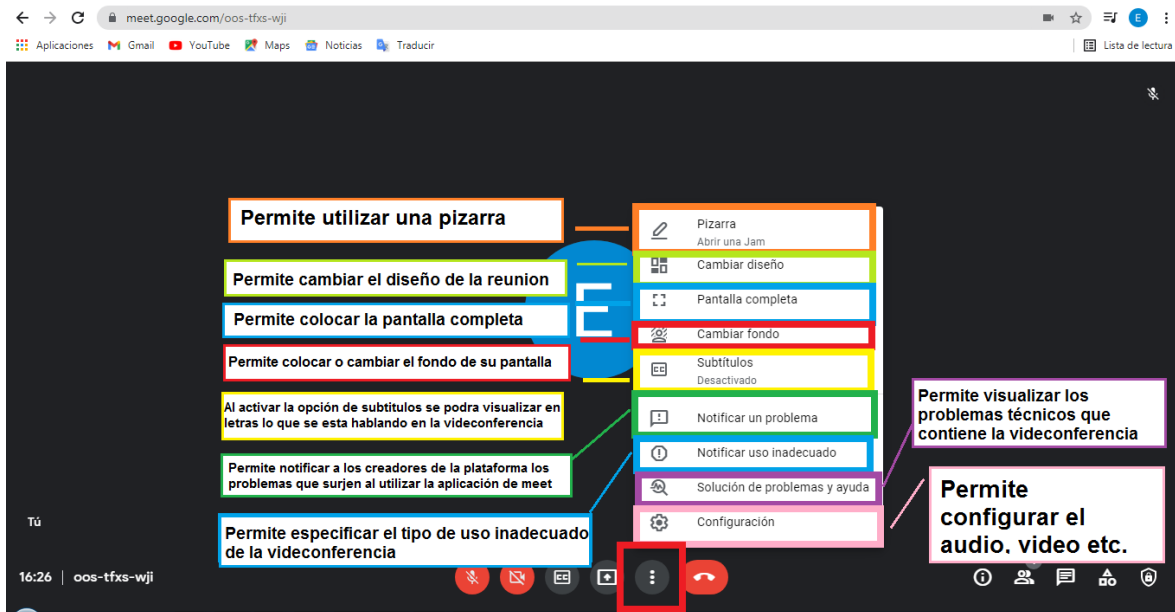 meet.google.com/oos-tfxs-wji
E
Aplicaciones Gmail YouTube Maps Noticias Traducir
Lista de lectura
Permite utilizar una pizarra
Pizarra
Abrir una Jam
Permite cambiar el diseño de la reunion
Cambiar diseño
E
Permite colocar la pantalla completa
Pantalla completa
Permite colocar o cambiar el fondo de su pantalla
Cambiar fondo
Al activar la opción de subtitulos se podra visualizar en
letras lo que se esta hablando en la videconferencia
Subtítulos
Desactivado
Permite notificar a los creadores de la plataforma los
problemas que surjen al utilizar la aplicación de meet
Notificar un problema
Permite especificar el tipo de uso inadecuado
de la videconferencia
Notificar uso inadecuado
Permite visualizar los
problemas técnicos que
contiene la videconferencia
Solución de problemas y ayuda
Permite
configurar el
audio, video etc.
Configuración
Tú
16:26 | oos-tfxs-wji